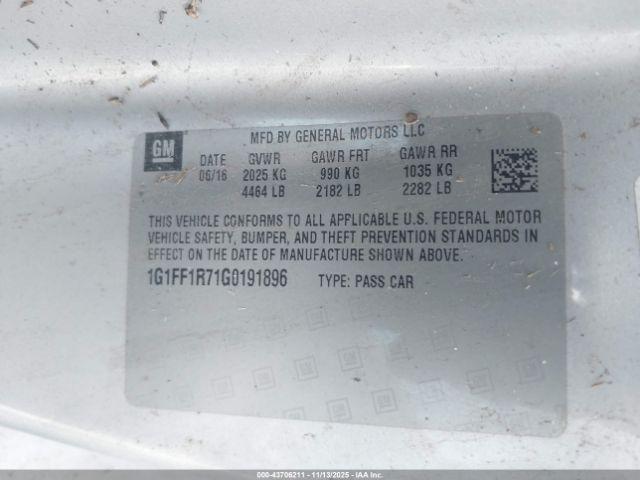 MFD BY GENERAL MOTORS LLC
GM
DATE GVWR GAWR FRT GAWR RR
06/16 2025 KG 990 KG 1035 KG
4464 LB 2182 LB 2282 LB
THIS VEHICLE CONFORMS TO ALL APPLICABLE U.S. FEDERAL MOTOR
VEHICLE SAFETY, BUMPER, AND THEFT PREVENTION STANDARDS IN
EFFECT ON THE DATE OF MANUFACTURE SHOWN ABOVE.
1G1FF1R71G0191896 TYPE: PASS CAR
000-43706211 - 11/13/2025 - IAAI.com